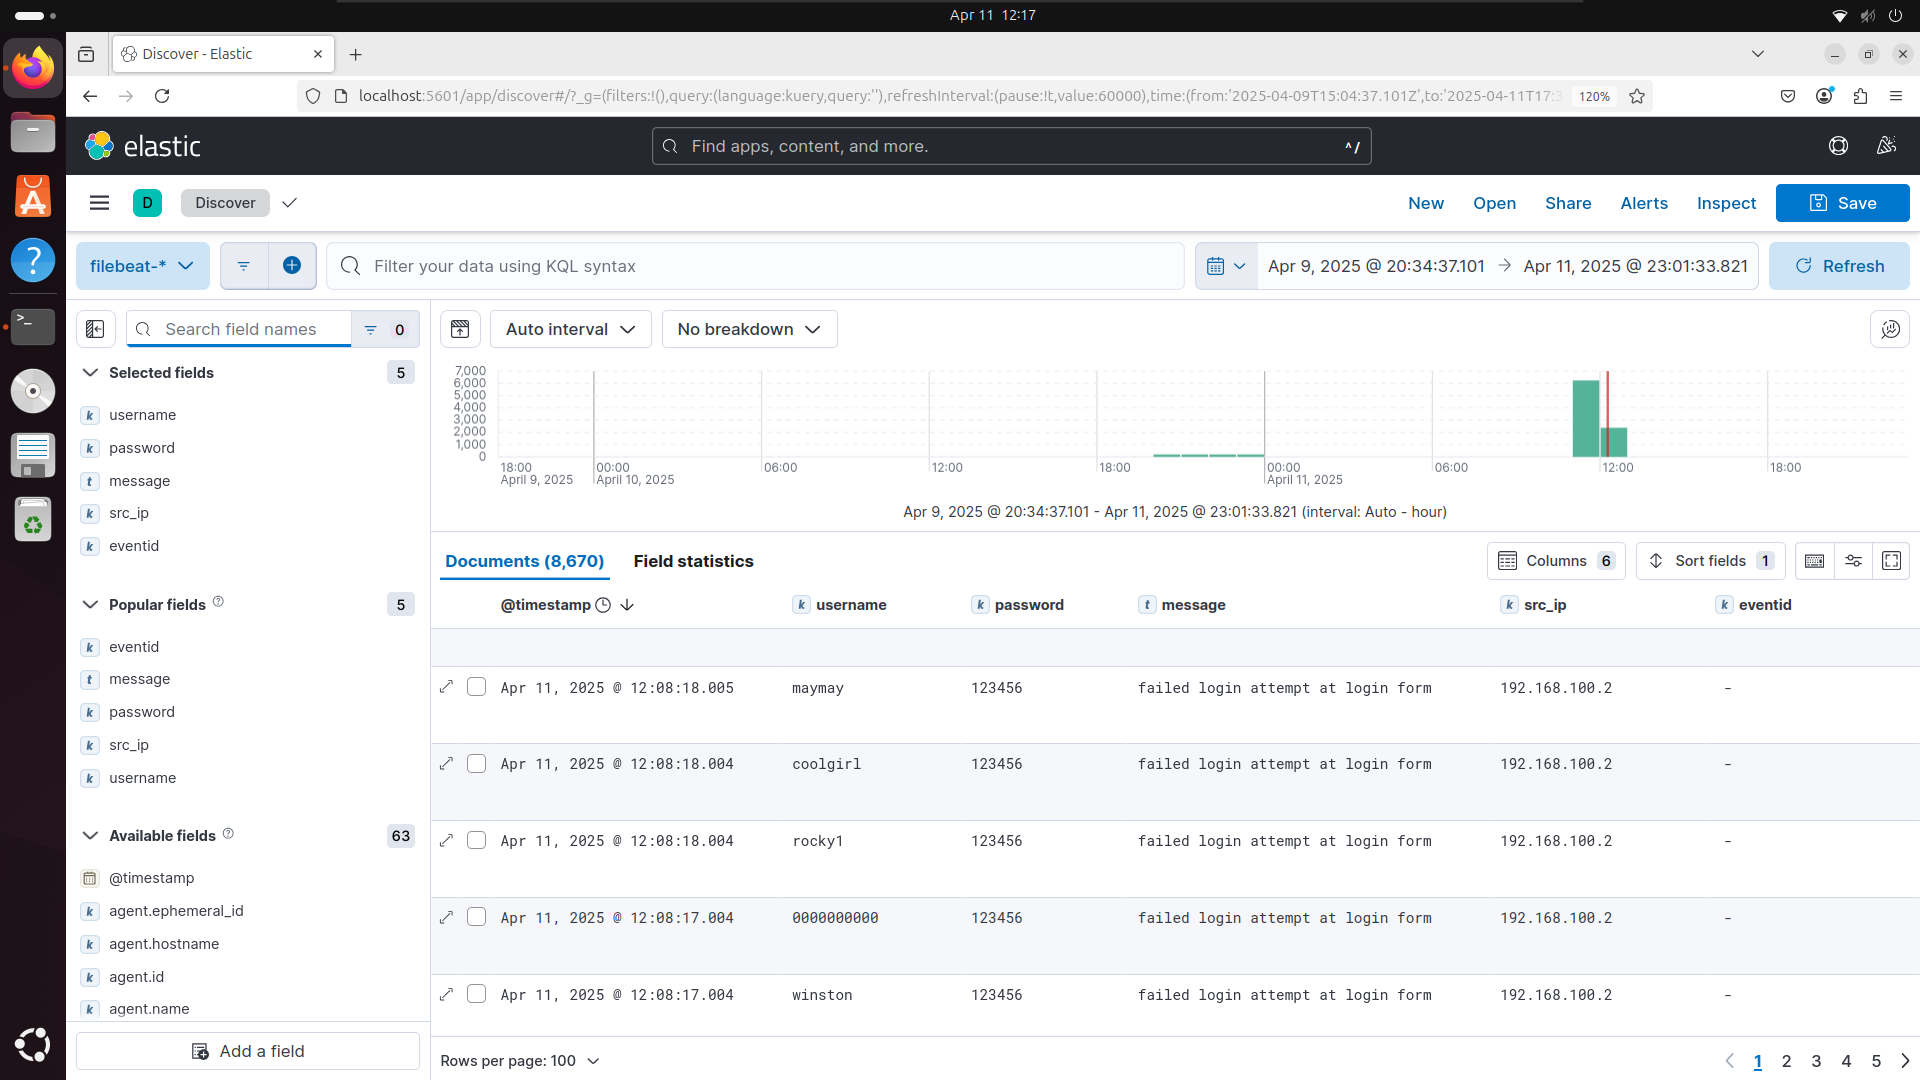 Apr 11 12:17
Discover - Elastic
localhost:5601/app/discover#/?_g=(filters:!(),query:(language:kuery,query:''),refreshInterval:(pause:!t,value:60000),time:(from:'2025-04-09T15:04:37.101Z',to:'2025-04-11T17:3
120%
elastic
Find apps, content, and more.
^ /
D
Discover
New
Open
Share
Alerts
Inspect
Save
filebeat-*
Filter your data using KQL syntax
Apr 9, 2025 @ 20:34:37.101 → Apr 11, 2025 @ 23:01:33.821
Refresh
Search field names
0
Selected fields 5
k username
k password
t message
k src_ip
k eventid
Popular fields 5
k eventid
t message
k password
k src_ip
k username
Available fields 63
@timestamp
k agent.ephemeral_id
k agent.hostname
k agent.id
k agent.name
Add a field
Auto interval
No breakdown
7,000
6,000
5,000
4,000
3,000
2,000
1,000
0
18:00 00:00 06:00 12:00 18:00 00:00 06:00 12:00 18:00
April 9, 2025 April 10, 2025 April 11, 2025
Apr 9, 2025 @ 20:34:37.101 - Apr 11, 2025 @ 23:01:33.821 (interval: Auto - hour)
Documents (8,670) Field statistics
Columns 6
Sort fields 1
@timestamp k username k password t message k src_ip k eventid
Apr 11, 2025 @ 12:08:18.005 maymay 123456 failed login attempt at login form 192.168.100.2 -
Apr 11, 2025 @ 12:08:18.004 coolgirl 123456 failed login attempt at login form 192.168.100.2 -
Apr 11, 2025 @ 12:08:18.004 rocky1 123456 failed login attempt at login form 192.168.100.2 -
Apr 11, 2025 @ 12:08:17.004 0000000000 123456 failed login attempt at login form 192.168.100.2 -
Apr 11, 2025 @ 12:08:17.004 winston 123456 failed login attempt at login form 192.168.100.2 -
Rows per page: 100
1 2 3 4 5